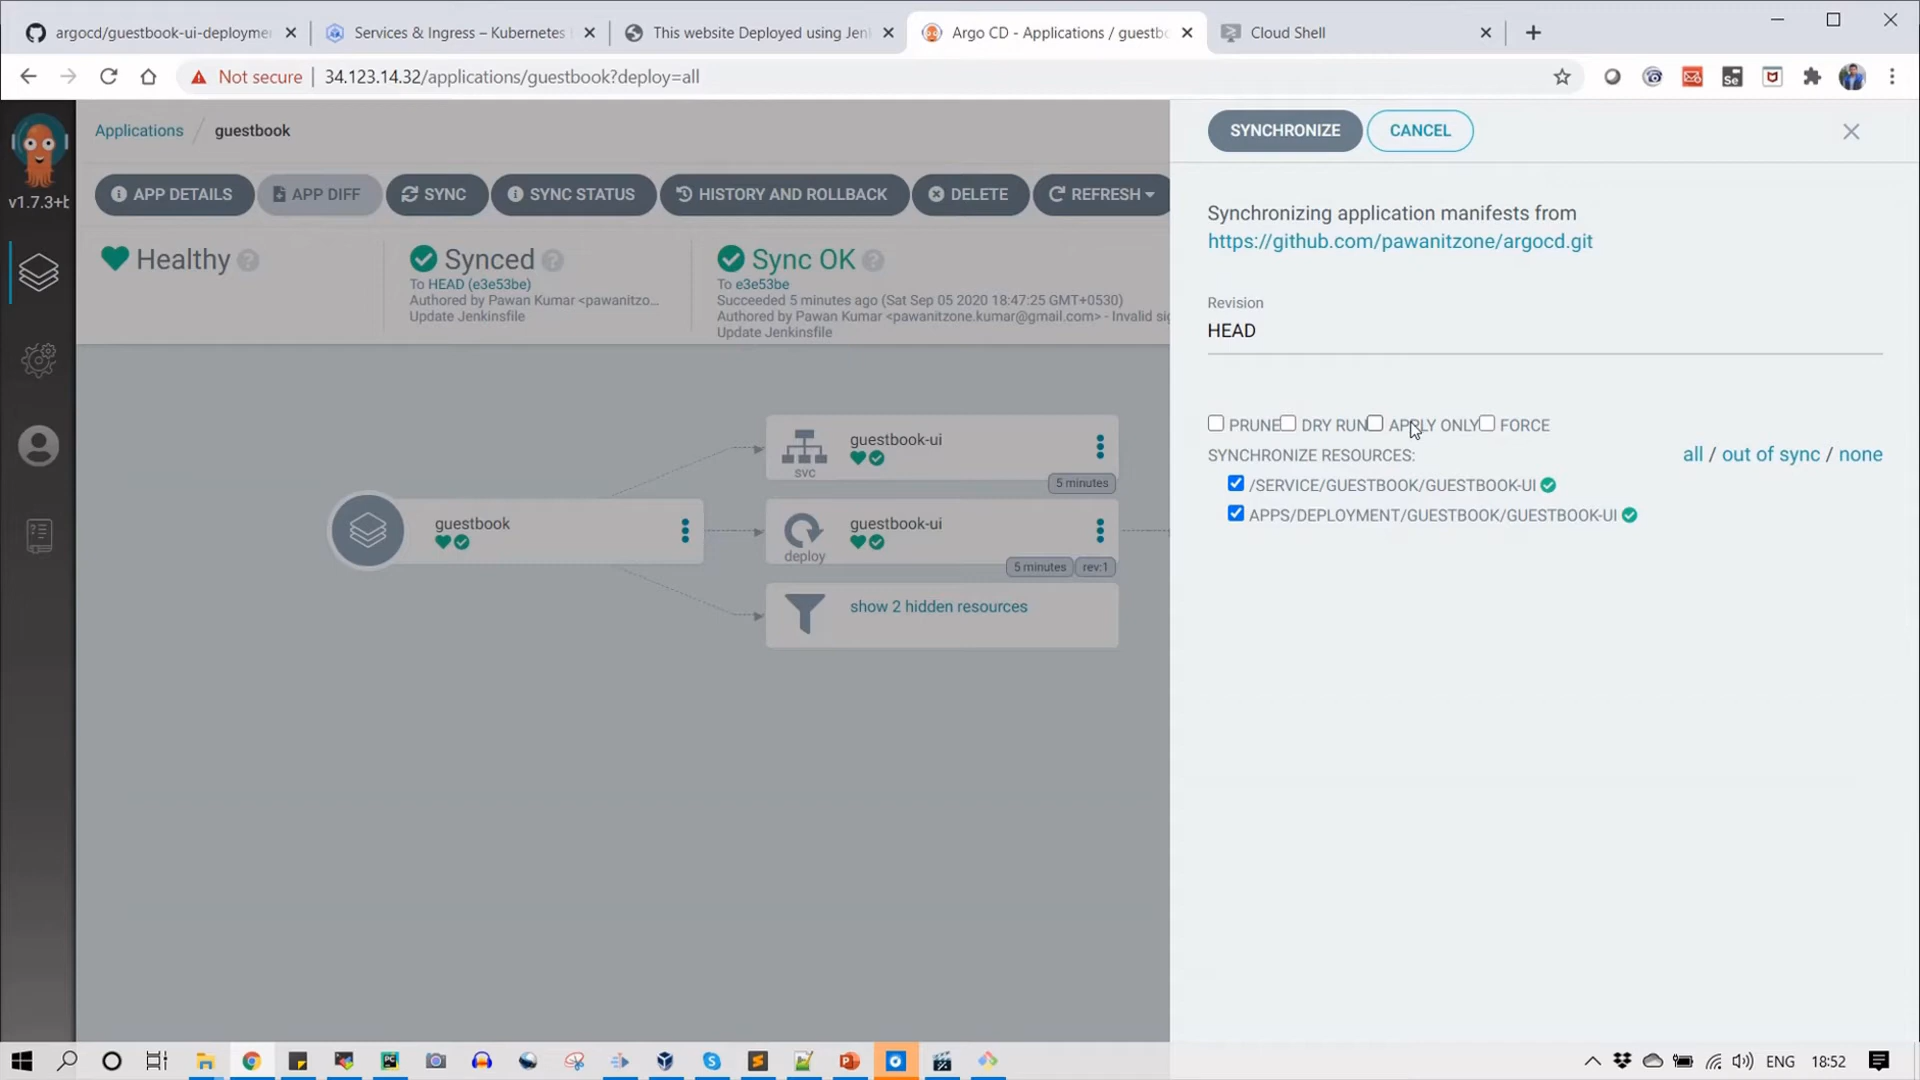 argocd/guestbook-ui-deployme
Services & Ingress – Kubernetes
This website Deployed using Jen
Argo CD - Applications / guestb
Cloud Shell
Not secure
34.123.14.32/applications/guestbook?deploy=all
v1.7.3+b
Applications / guestbook
APP DETAILS
APP DIFF
SYNC
SYNC STATUS
HISTORY AND ROLLBACK
DELETE
REFRESH
Healthy
Synced
To HEAD (e3e53be)
Authored by Pawan Kumar <pawanitzo...
Update Jenkinsfile
Sync OK
To e3e53be
Succeeded 5 minutes ago (Sat Sep 05 2020 18:47:25 GMT+0530)
Authored by Pawan Kumar <pawanitzone.kumar@gmail.com> - Invalid si
Update Jenkinsfile
guestbook
guestbook-ui
svc
5 minutes
guestbook-ui
deploy
5 minutes
rev:1
show 2 hidden resources
SYNCHRONIZE
CANCEL
Synchronizing application manifests from
https://github.com/pawanitzone/argocd.git
Revision
HEAD
PRUNE DRY RUN APPLY ONLY FORCE
SYNCHRONIZE RESOURCES:
all / out of sync / none
/SERVICE/GUESTBOOK/GUESTBOOK-UI
APPS/DEPLOYMENT/GUESTBOOK/GUESTBOOK-UI
ENG
18:52